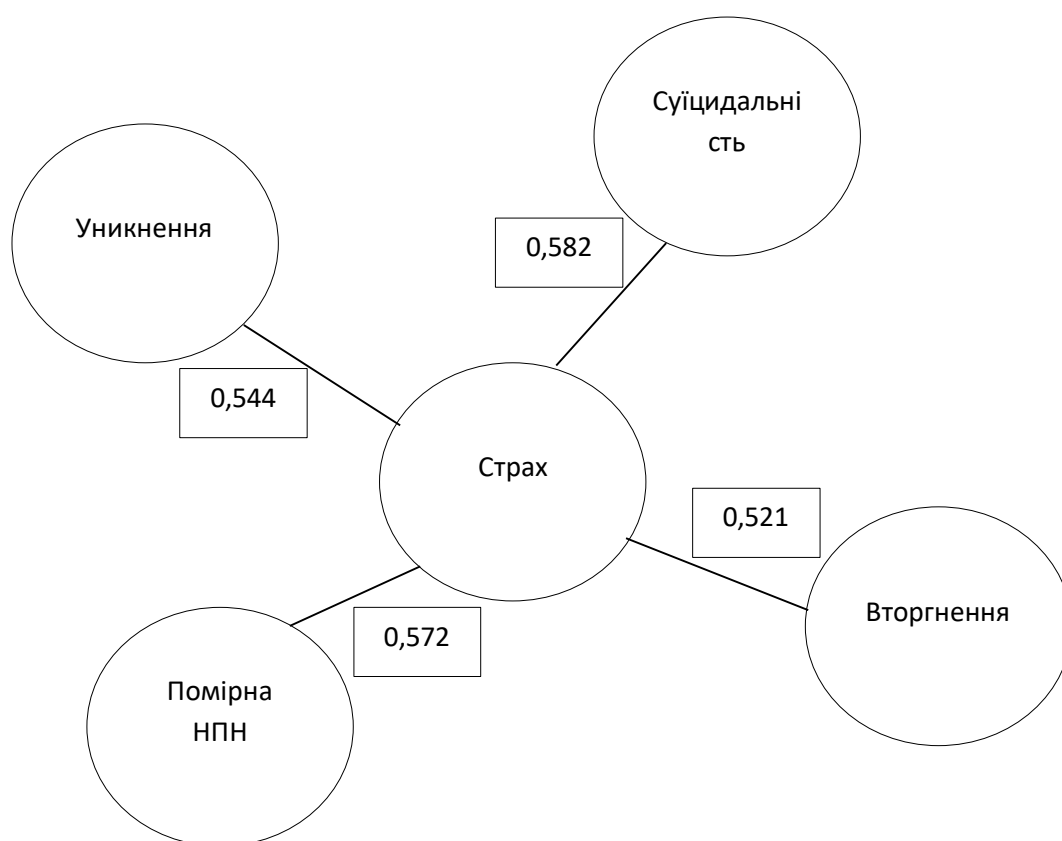 Суїцидальні
сть
Уникнення
0,582
0,544
Страх
0,521
Вторгнення
0,572
Помірна
НПН